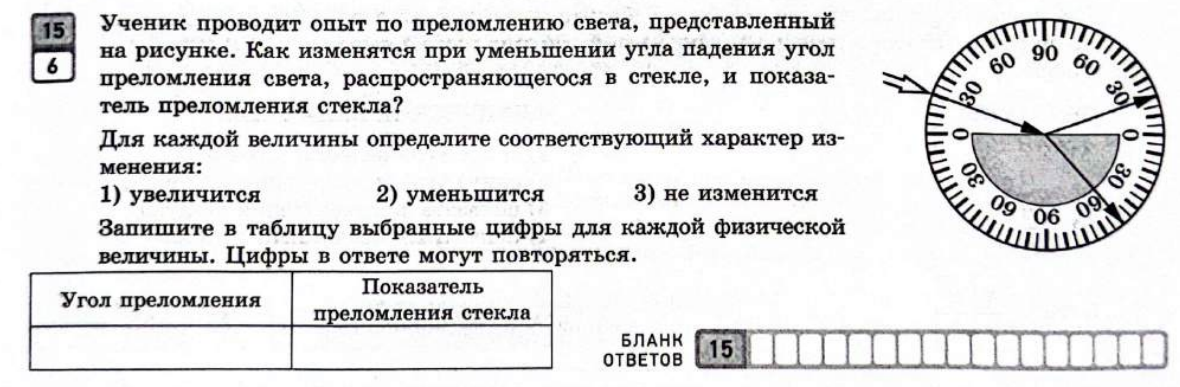 15
6
Ученик проводит опыт по преломлению света, представленный
на рисунке. Как изменятся при уменьшении угла падения угол
преломления света, распространяющегося в стекле, и показа-
тель преломления стекла?
Для каждой величины определите соответствующий характер из-
менения:
1) увеличится 2) уменьшится 3) не изменится
Запишите в таблицу выбранные цифры для каждой физической
величины. Цифры в ответе могут повторяться.
Угол преломления
Показатель
преломления стекла
60 90 60
30 30
0 0
30 30
60 90 60
БЛАНК
ОТВЕТОВ
15